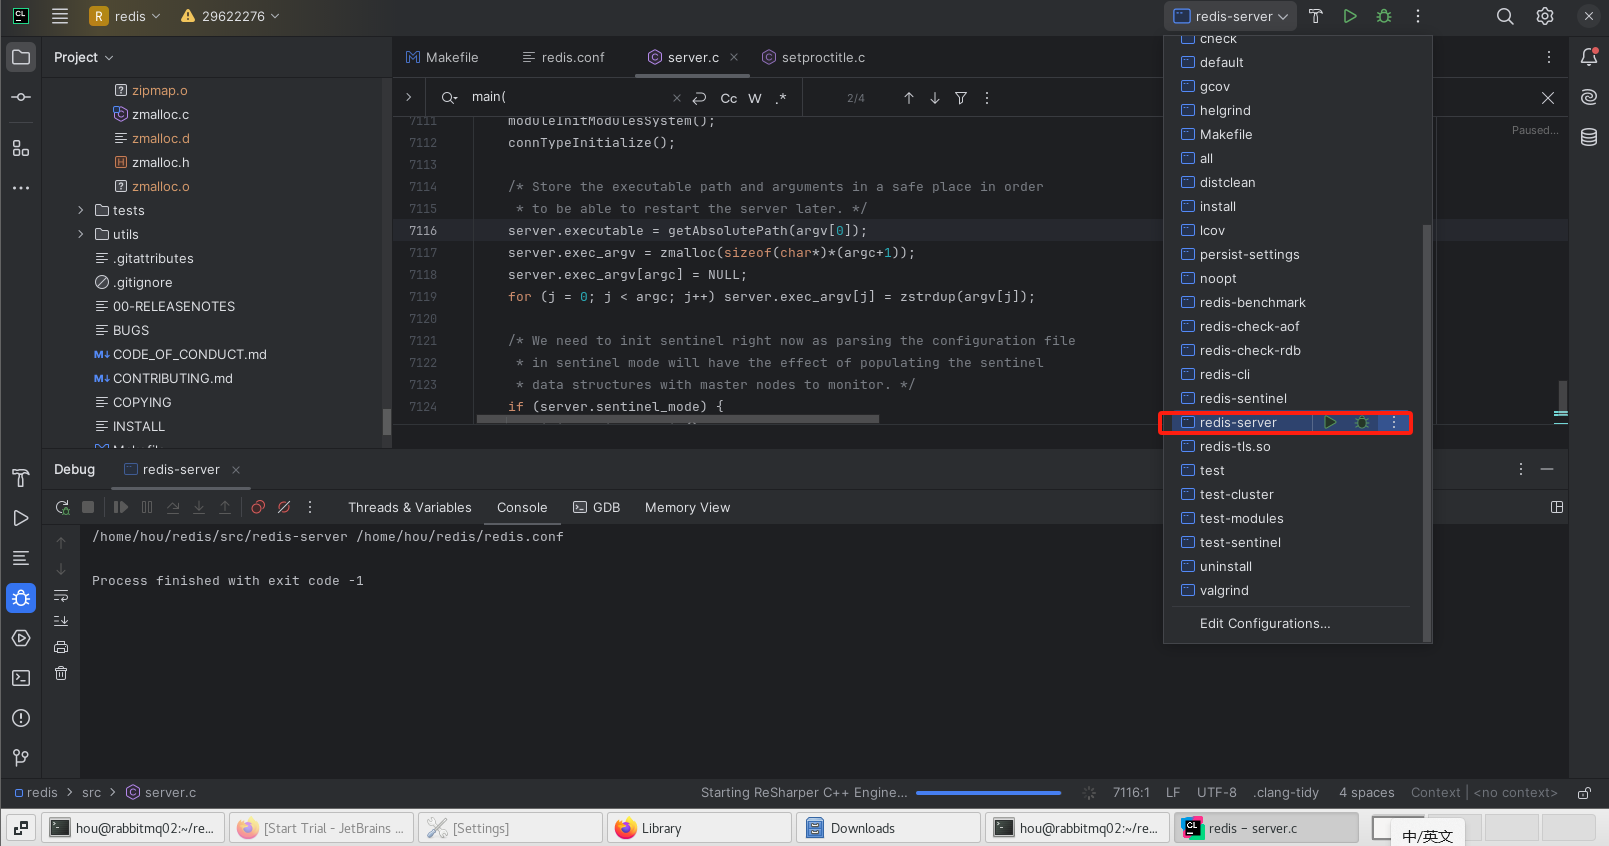 CL
R redis
29622276
redis-server
Project
zipmap.o
zmalloc.c
zmalloc.d
zmalloc.h
zmalloc.o
tests
utils
.gitattributes
.gitignore
00-RELEASENOTES
BUGS
M↓ CODE_OF_CONDUCT.md
M↓ CONTRIBUTING.md
COPYING
INSTALL
Makefile
redis.conf
server.c
setproctitle.c
main(
Cc
W
.*
2/4
Paused...
7111 moduleInitModulesSystem();
7112 connTypeInitialize();
7113
7114 /* Store the executable path and arguments in a safe place in order
7115 * to be able to restart the server later. */
7116 server.executable = getAbsolutePath(argv[0]);
7117 server.exec_argv = zmalloc(sizeof(char*)*(argc+1));
7118 server.exec_argv[argc] = NULL;
7119 for (j = 0; j < argc; j++) server.exec_argv[j] = zstrdup(argv[j]);
7120
7121 /* We need to init sentinel right now as parsing the configuration file
7122 * in sentinel mode will have the effect of populating the sentinel
7123 * data structures with master nodes to monitor. */
7124 if (server.sentinel_mode) {
check
default
gcov
helgrind
Makefile
all
distclean
install
lcov
persist-settings
noopt
redis-benchmark
redis-check-aof
redis-check-rdb
redis-cli
redis-sentinel
redis-server
redis-tls.so
test
test-cluster
test-modules
test-sentinel
uninstall
valgrind
Edit Configurations...
Debug
redis-server
Threads & Variables
Console
GDB
Memory View
/home/hou/redis/src/redis-server /home/hou/redis/redis.conf
Process finished with exit code -1
redis > src > server.c
Starting ReSharper C++ Engine...
7116:1
LF
UTF-8
.clang-tidy
4 spaces
Context | <no context>
hou@rabbitmq02:~/re...
[Start Trial - JetBrains ...
[Settings]
Library
Downloads
hou@rabbitmq02:~/re...
redis – server.c
中/英文